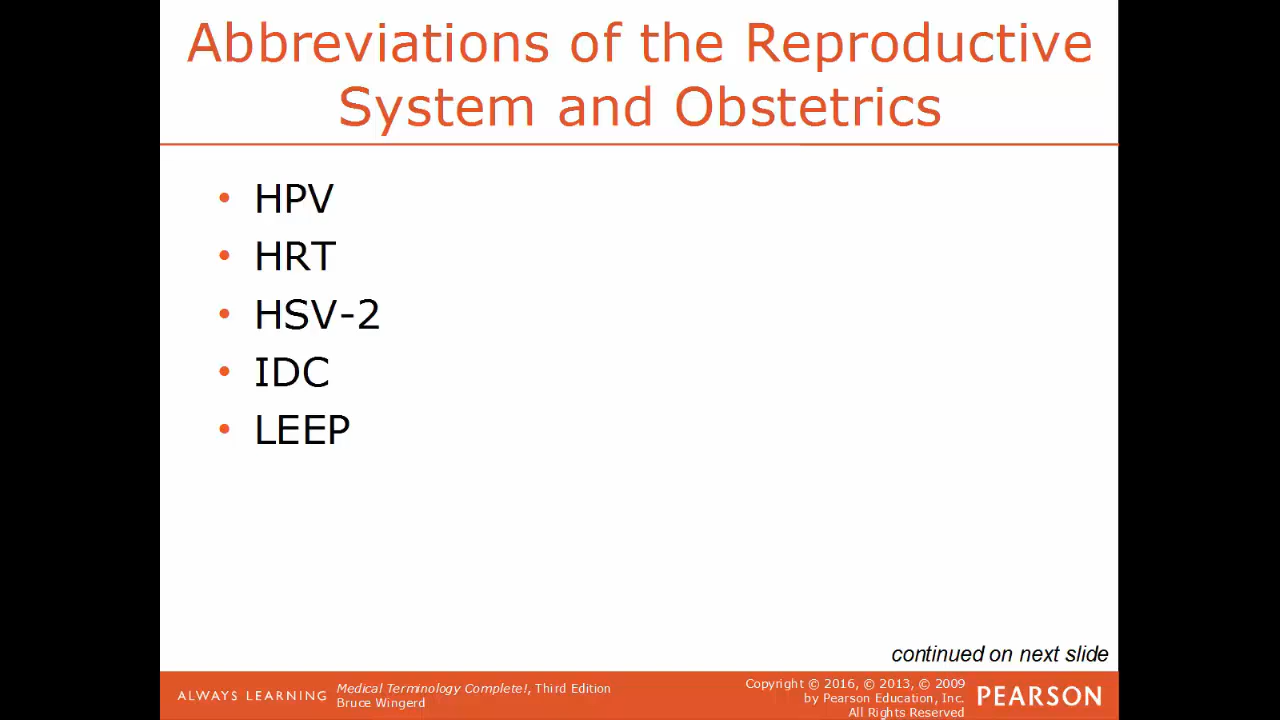 Abbreviations of the Reproductive
System and Obstetrics
• HPV
• HRT
• HSV-2
• IDC
• LEEP
continued on next slide
ALWAYS LEARNING
Medical Terminology Complete!, Third Edition
Bruce Wingerd
Copyright © 2016, © 2013, © 2009
by Pearson Education, Inc.
All Rights Reserved
PEARSON